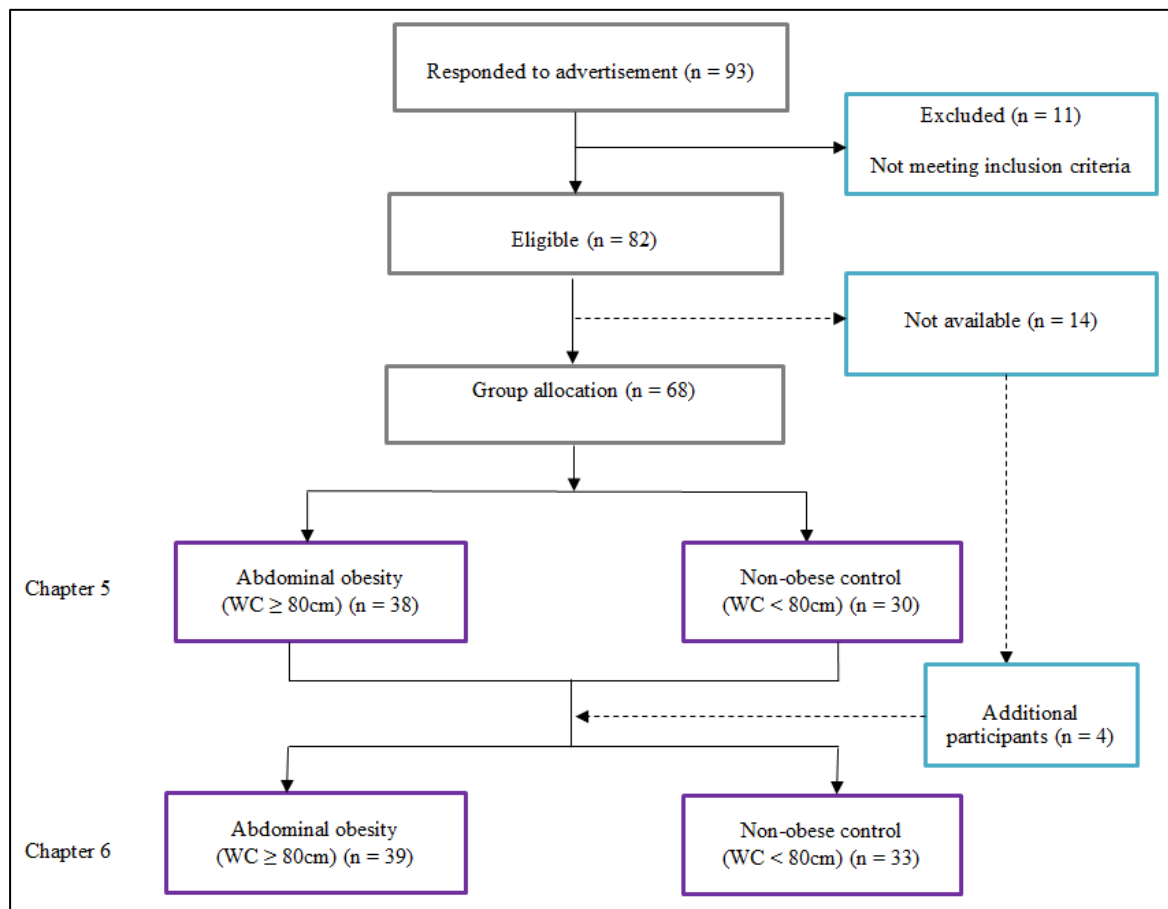 Responded to advertisement (n = 93)
Excluded (n = 11)
Not meeting inclusion criteria
Eligible (n = 82)
Not available (n = 14)
Group allocation (n = 68)
Chapter 5
Abdominal obesity
(WC ≥ 80cm) (n = 38)
Non-obese control
(WC < 80cm) (n = 30)
Additional
participants (n = 4)
Chapter 6
Abdominal obesity
(WC ≥ 80cm) (n = 39)
Non-obese control
(WC < 80cm) (n = 33)